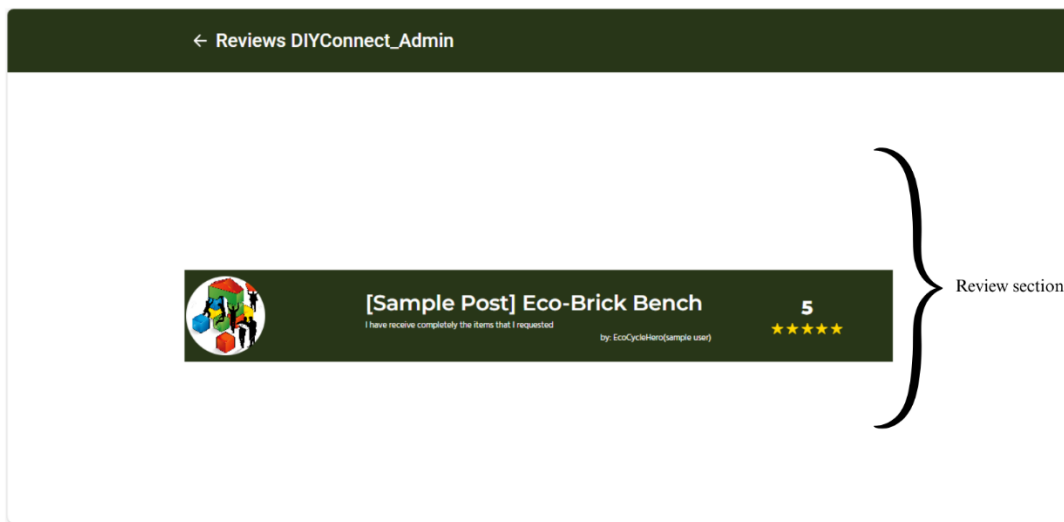 ← Reviews DIYConnect_Admin
[Sample Post] Eco-Brick Bench
I have receive completely the items that I requested
by: EcoCycleHero(sample user)
5
★★★★★
Review section